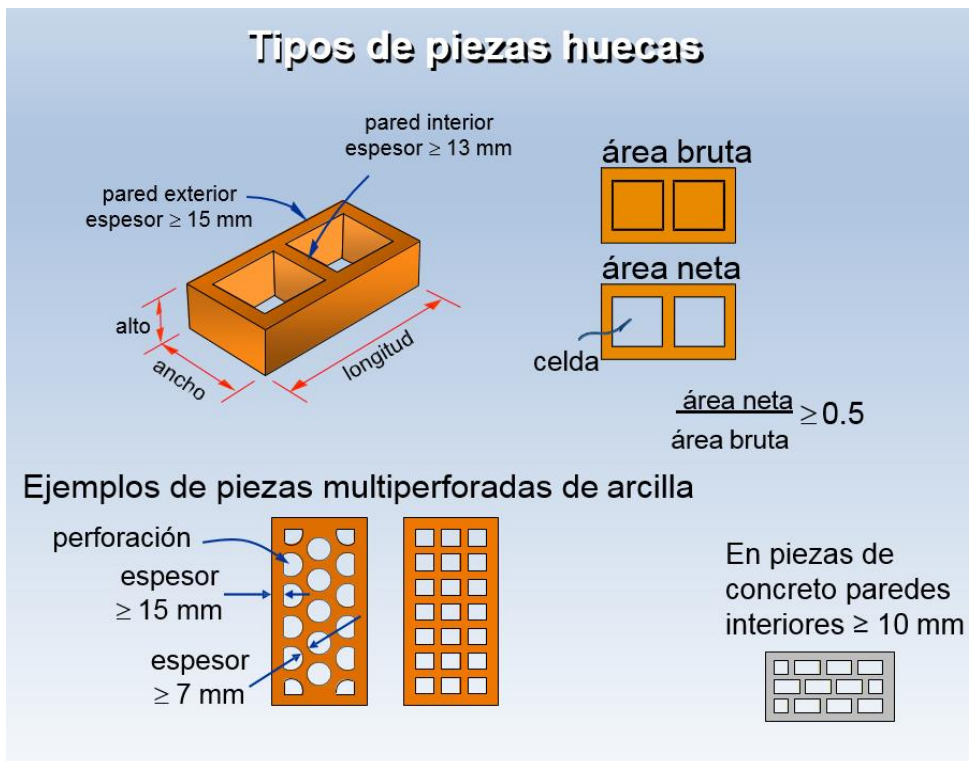 Tipos de piezas huecas
pared interior
espesor ≥ 13 mm
pared exterior
espesor ≥ 15 mm
alto
ancho
longitud
área bruta
área neta
celda
área neta
≥ 0.5
área bruta
Ejemplos de piezas multiperforadas de arcilla
perforación
espesor
≥ 15 mm
espesor
≥ 7 mm
En piezas de
concreto paredes
interiores ≥ 10 mm